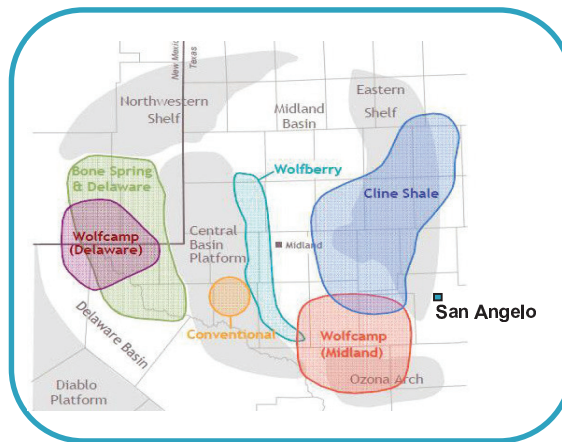 New Mexico
Texas
Northwestern
Shelf
Midland
Basin
Eastern
Shelf
Bone Spring
& Delaware
Wolfberry
Cline Shale
Wolfcamp
(Delaware)
Central
Basin
Platform
Midland
San Angelo
Delaware Basin
Conventional
Wolfcamp
(Midland)
Diablo
Platform
Ozona Arch